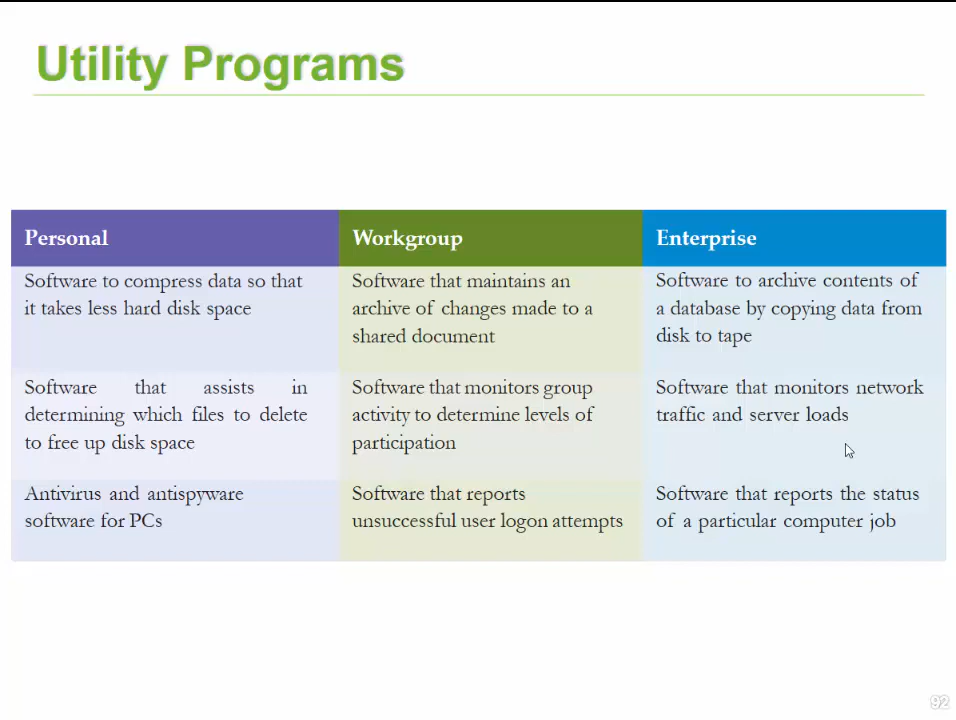 Utility Programs
Personal
Workgroup
Enterprise
Software to compress data so that
it takes less hard disk space
Software that maintains an
archive of changes made to a
shared document
Software to archive contents of
a database by copying data from
disk to tape
Software that assists in
determining which files to delete
to free up disk space
Software that monitors group
activity to determine levels of
participation
Software that monitors network
traffic and server loads
Antivirus and antispyware
software for PCs
Software that reports
unsuccessful user logon attempts
Software that reports the status
of a particular computer job
92